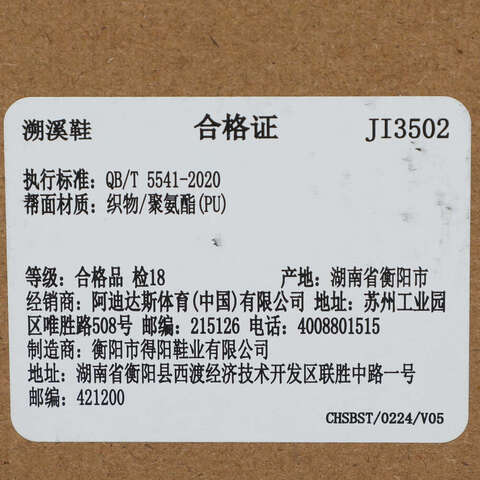 溯溪鞋 合格证 JI3502
执行标准: QB/T 5541-2020
帮面材质: 织物/聚氨酯(PU)
等级: 合格品 检18 产地: 湖南省衡阳市
经销商: 阿迪达斯体育(中国)有限公司 地址: 苏州工业园
区唯胜路508号 邮编: 215126 电话: 4008801515
制造商: 衡阳市得阳鞋业有限公司
地址: 湖南省衡阳县西渡经济技术开发区联胜中路一号
邮编: 421200
CHSBST/0224/V05